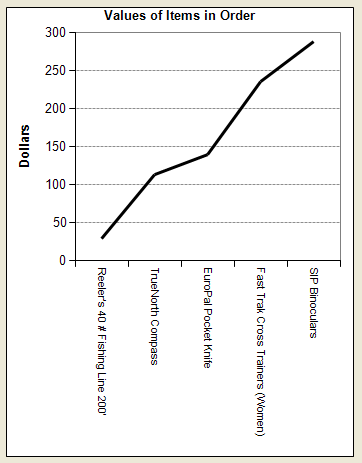 Values of Items in Order
Dollars
300
250
200
150
100
50
0
Reeler's 40 # Fishing Line 200'
TrueNorth Compass
EuroPal Pocket Knife
Fast Trak Cross Trainers (Women)
SIP Binoculars